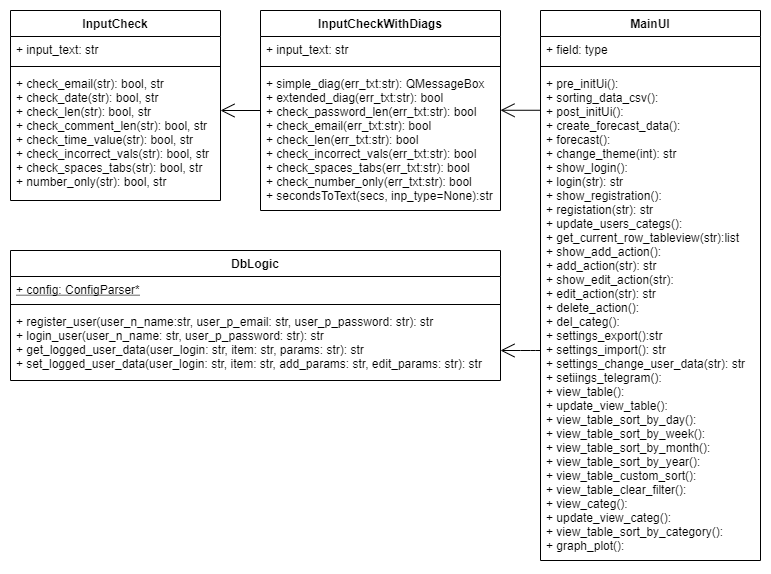 InputCheck
+ input_text: str
+ check_email(str): bool, str
+ check_date(str): bool, str
+ check_len(str): bool, str
+ check_comment_len(str): bool, str
+ check_time_value(str): bool, str
+ check_incorrect_vals(str): bool, str
+ check_spaces_tabs(str): bool, str
+ number_only(str): bool, str
InputCheckWithDiags
+ input_text: str
+ simple_diag(err_txt:str): QMessageBox
+ extended_diag(err_txt:str): bool
+ check_password_len(err_txt:str): bool
+ check_email(err_txt:str): bool
+ check_len(err_txt:str): bool
+ check_incorrect_vals(err_txt:str): bool
+ check_spaces_tabs(err_txt:str): bool
+ check_number_only(err_txt:str): bool
+ secondsToText(secs, inp_type=None):str
MainUI
+ field: type
+ pre_initUi():
+ sorting_data_csv():
+ post_initUi():
+ create_forecast_data():
+ forecast():
+ change_theme(int): str
+ show_login():
+ login(str): str
+ show_registration():
+ registation(str): str
+ update_users_categs():
+ get_current_row_tableview(str):list
+ show_add_action():
+ add_action(str): str
+ show_edit_action(str):
+ edit_action(str): str
+ delete_action():
+ del_categ():
+ settings_export():str
+ settings_import(): str
+ settings_change_user_data(str): str
+ setiings_telegram():
+ view_table():
+ update_view_table():
+ view_table_sort_by_day():
+ view_table_sort_by_week():
+ view_table_sort_by_month():
+ view_table_sort_by_year():
+ view_table_custom_sort():
+ view_table_clear_filter():
+ view_categ():
+ update_view_categ():
+ view_table_sort_by_category():
+ graph_plot():
DbLogic
+ config: ConfigParser*
+ register_user(user_n_name:str, user_p_email: str, user_p_password: str): str
+ login_user(user_n_name: str, user_p_password: str): str
+ get_logged_user_data(user_login: str, item: str, params: str): str
+ set_logged_user_data(user_login: str, item: str, add_params: str, edit_params: str): str